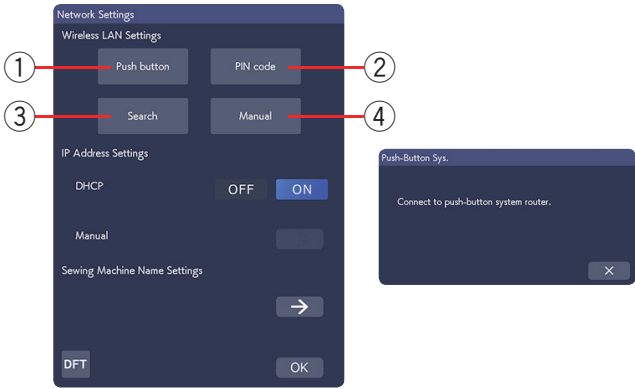 Network Settings
Wireless LAN Settings
1 Push button PIN code 2
3 Search Manual 4
IP Address Settings
DHCP OFF ON
Manual
Sewing Machine Name Settings
→
DFT OK
Push-Button Sys.
Connect to push-button system router.
×